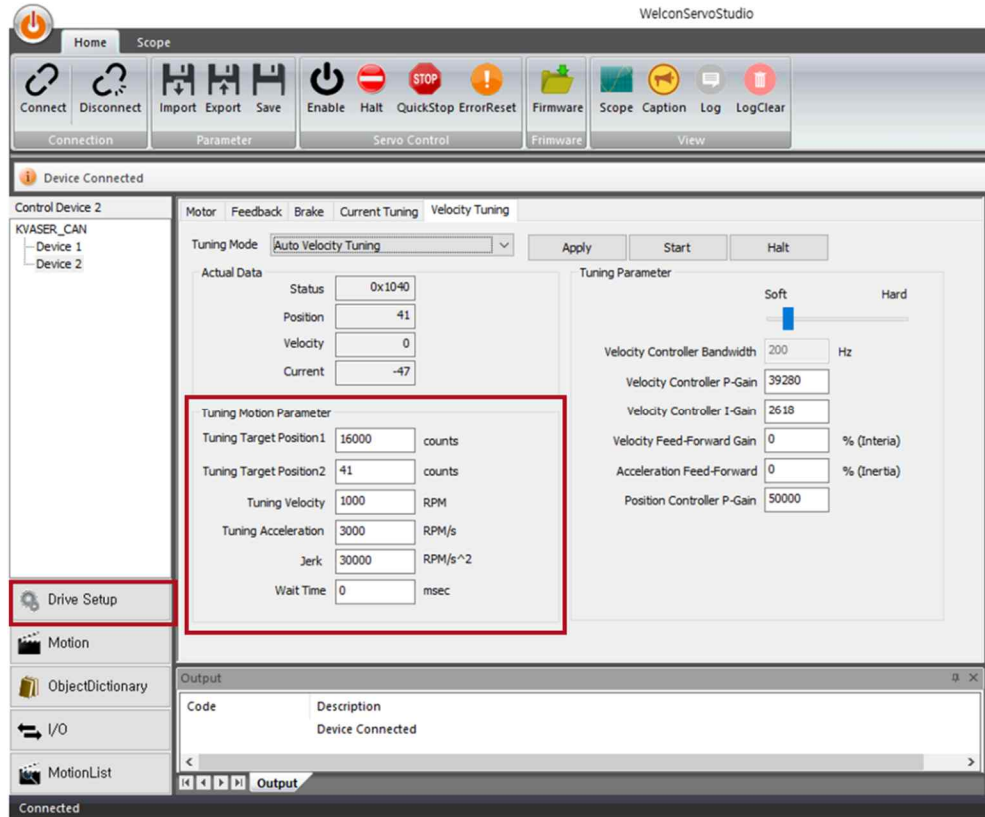 WelconServoStudio
Home Scope
Connect Disconnect Import Export Save Enable Halt QuickStop ErrorReset Firmware Scope Caption Log LogClear
Connection Parameter Servo Control Frimware View
Device Connected
Control Device 2
KVASER_CAN
Device 1
Device 2
Motor Feedback Brake Current Tuning Velocity Tuning
Tuning Mode Auto Velocity Tuning Apply Start Halt
Actual Data
Status 0x1040
Position 41
Velocity 0
Current -47
Tuning Parameter
Soft Hard
Velocity Controller Bandwidth 200 Hz
Velocity Controller P-Gain 39280
Velocity Controller I-Gain 2618
Velocity Feed-Forward Gain 0 % (Interia)
Acceleration Feed-Forward 0 % (Inertia)
Position Controller P-Gain 50000
Tuning Motion Parameter
Tuning Target Position1 16000 counts
Tuning Target Position2 41 counts
Tuning Velocity 1000 RPM
Tuning Acceleration 3000 RPM/s
Jerk 30000 RPM/s^2
Wait Time 0 msec
Drive Setup
Motion
ObjectDictionary
I/O
MotionList
Output
Code Description
Device Connected
Output
Connected